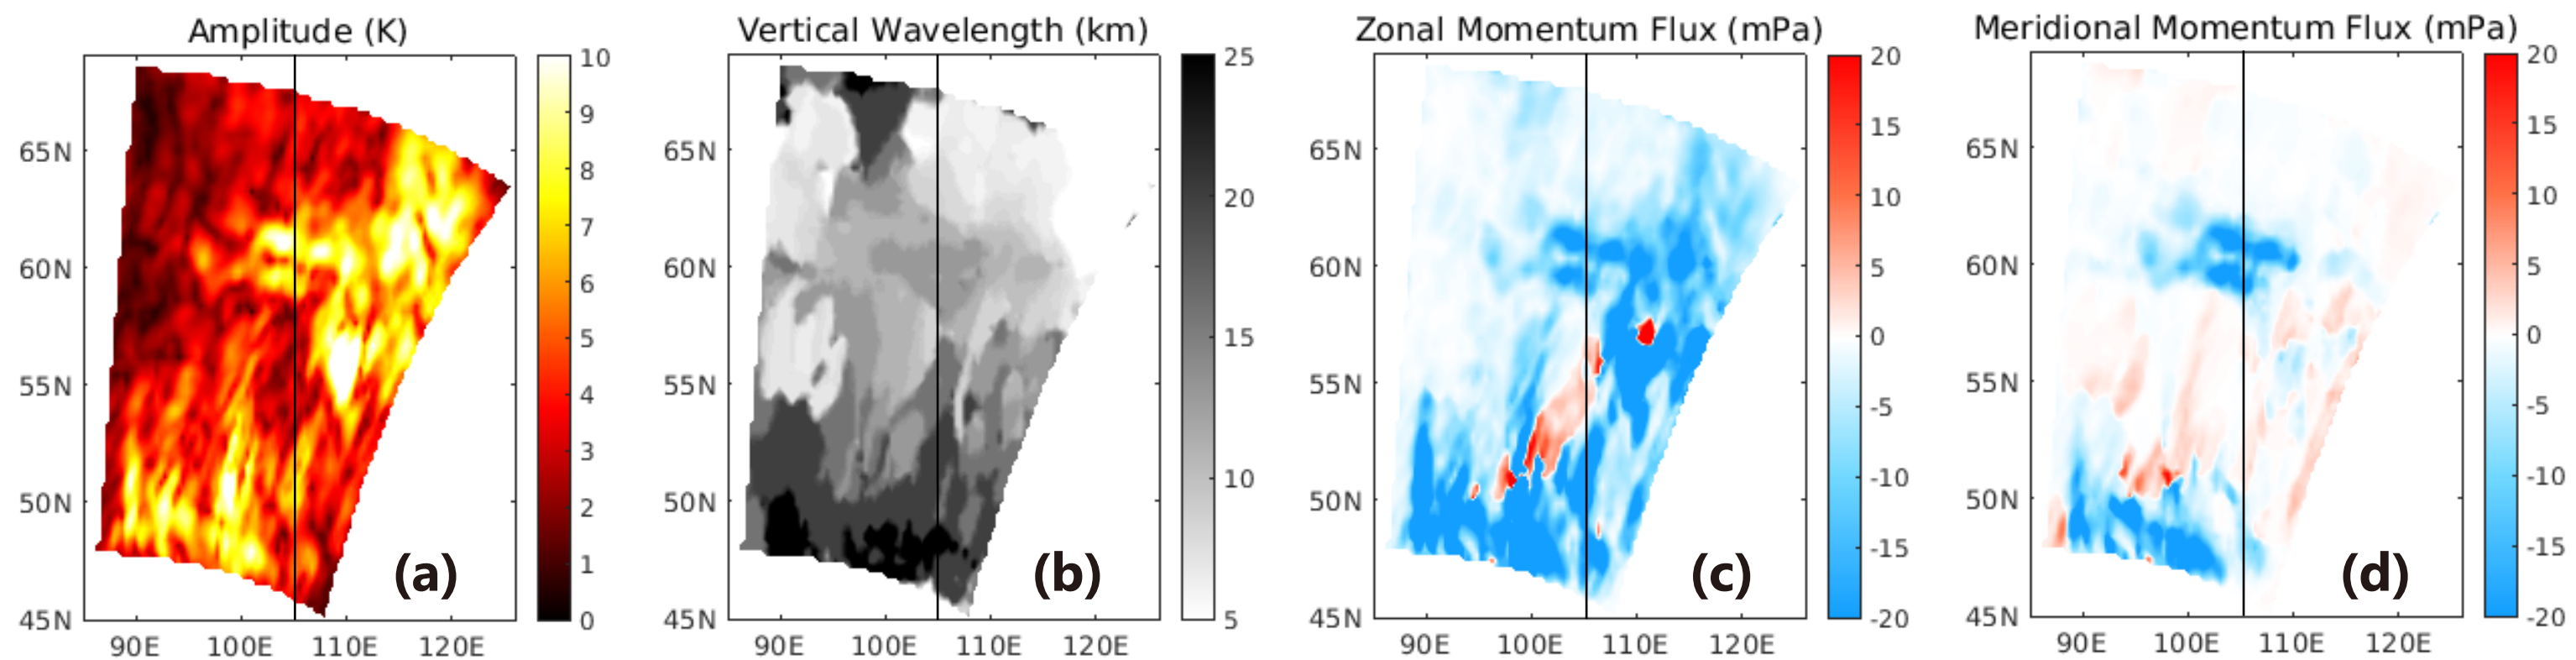 Amplitude (K)
65N
60N
55N
50N
45N
90E 100E 110E 120E
10
9
8
7
6
5
4
3
2
1
0
(a)
Vertical Wavelength (km)
65N
60N
55N
50N
45N
90E 100E 110E 120E
25
20
15
10
5
(b)
Zonal Momentum Flux (mPa)
65N
60N
55N
50N
45N
90E 100E 110E 120E
20
15
10
5
0
-5
-10
-15
-20
(c)
Meridional Momentum Flux (mPa)
65N
60N
55N
50N
45N
90E 100E 110E 120E
20
15
10
5
0
-5
-10
-15
-20
(d)